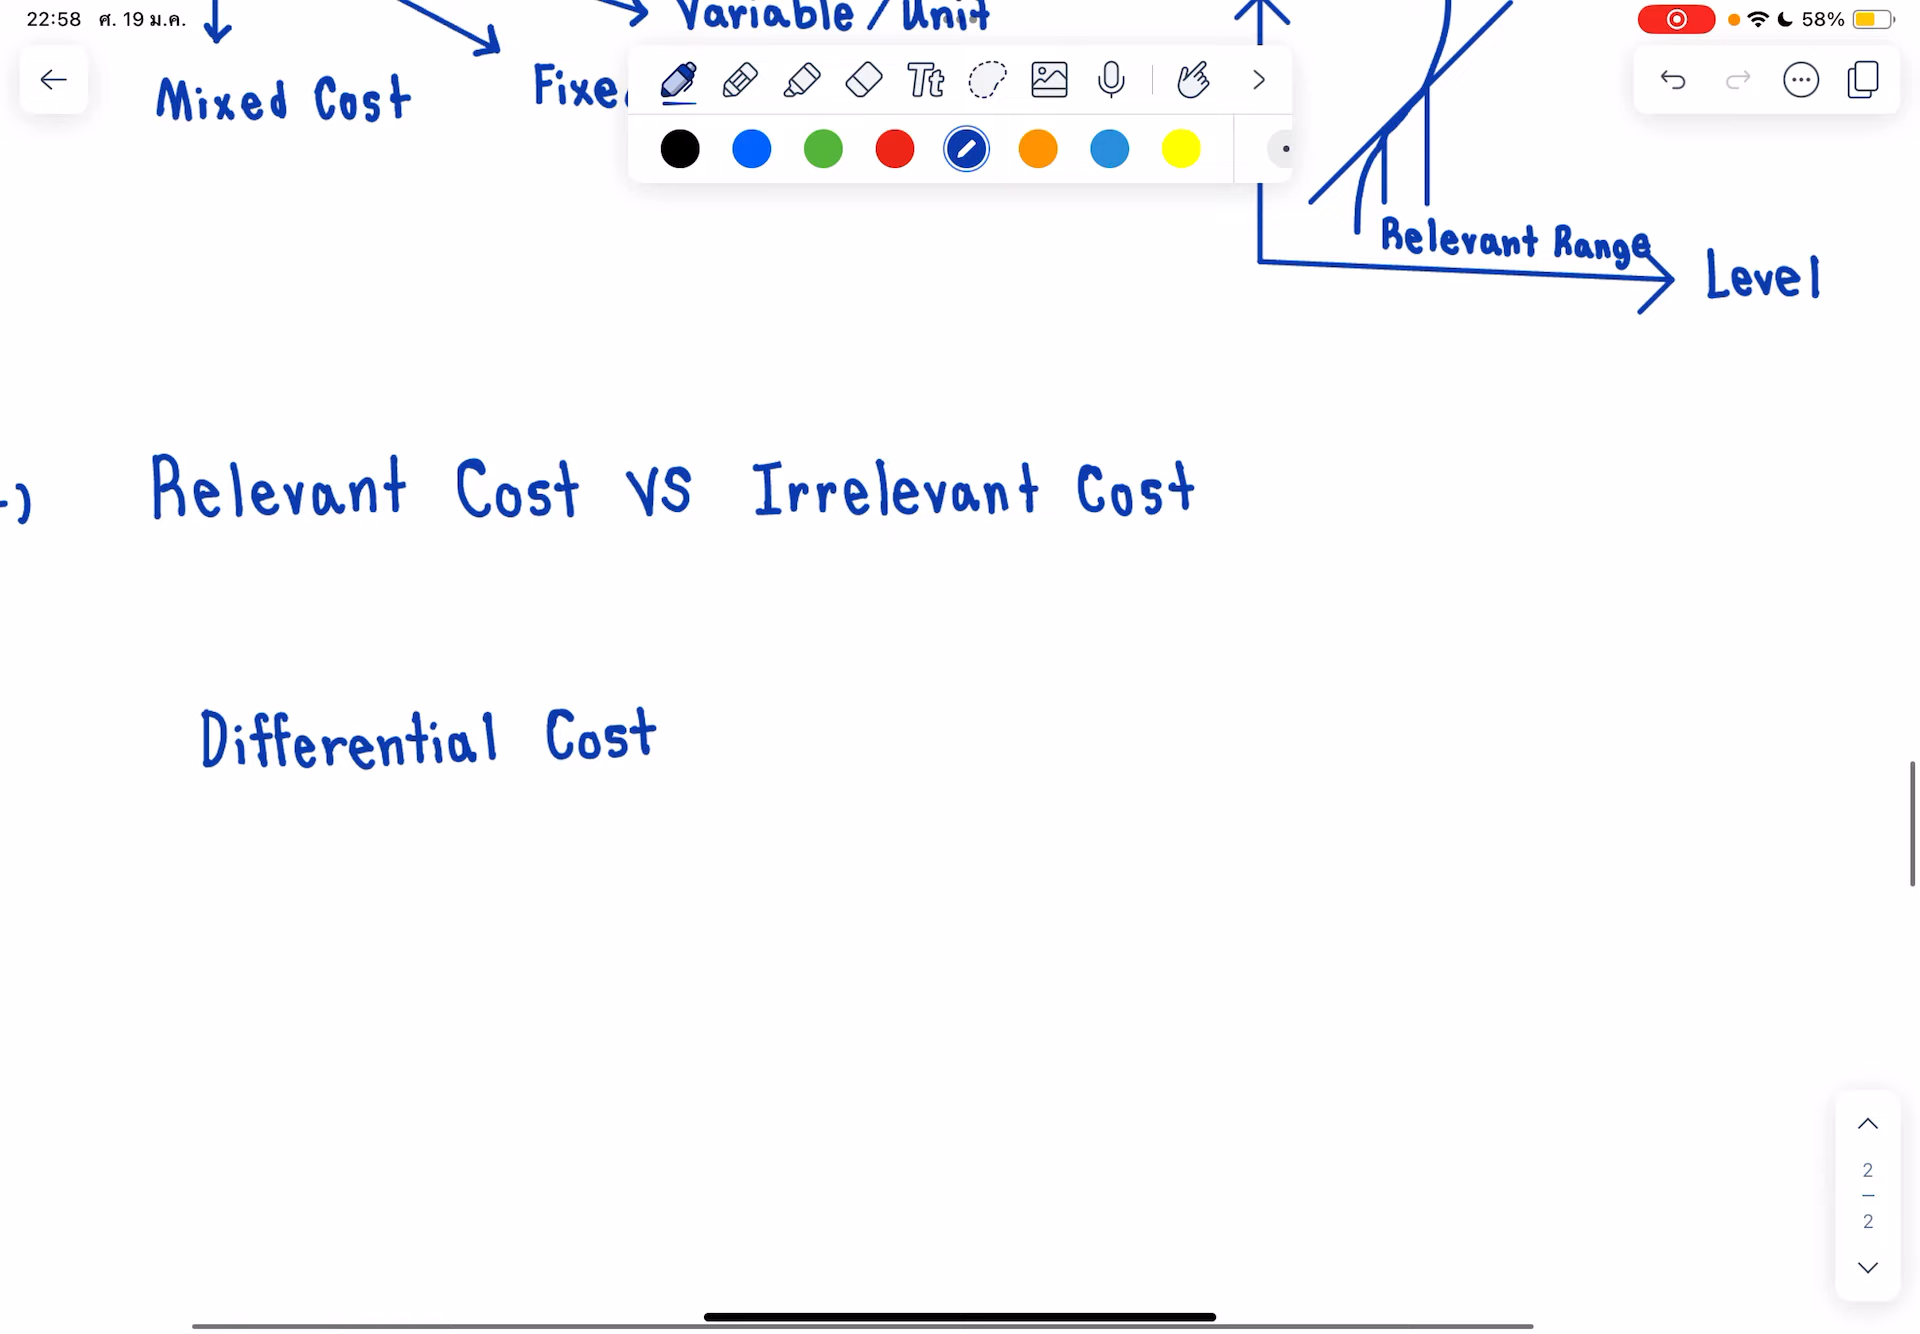 22:58 ศ. 19 ม.ค.
58%
Variable / Unit
Mixed Cost
Tt
Relevant Range
Level
Relevant Cost VS Irrelevant Cost
Differential Cost
2
2